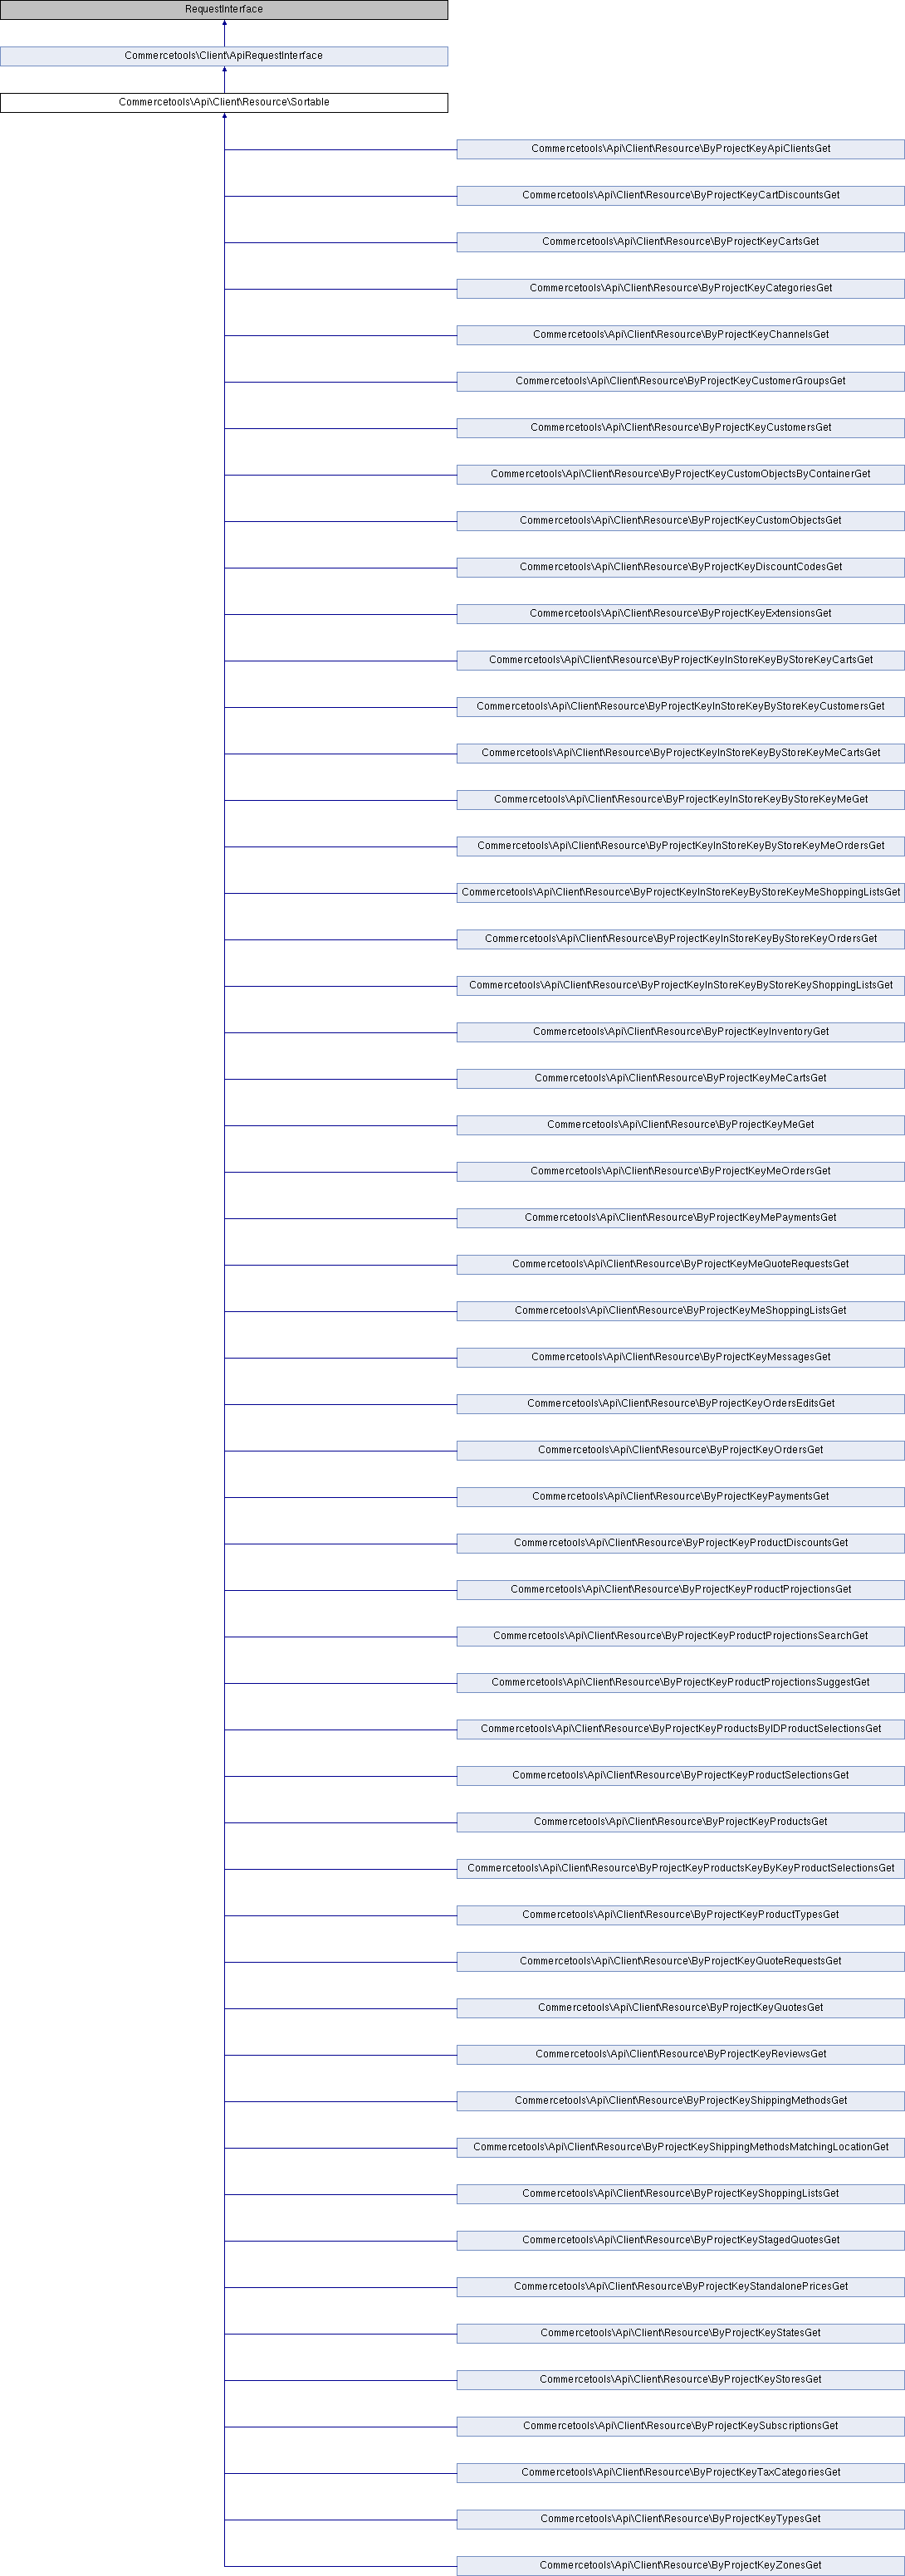 RequestInterface
Commercetools\Client\ApiRequestInterface
Commercetools\Api\Client\Resource\Sortable
Commercetools\Api\Client\Resource\ByProjectKeyApiClientsGet
Commercetools\Api\Client\Resource\ByProjectKeyCartDiscountsGet
Commercetools\Api\Client\Resource\ByProjectKeyCartsGet
Commercetools\Api\Client\Resource\ByProjectKeyCategoriesGet
Commercetools\Api\Client\Resource\ByProjectKeyChannelsGet
Commercetools\Api\Client\Resource\ByProjectKeyCustomerGroupsGet
Commercetools\Api\Client\Resource\ByProjectKeyCustomersGet
Commercetools\Api\Client\Resource\ByProjectKeyCustomObjectsByContainerGet
Commercetools\Api\Client\Resource\ByProjectKeyCustomObjectsGet
Commercetools\Api\Client\Resource\ByProjectKeyDiscountCodesGet
Commercetools\Api\Client\Resource\ByProjectKeyExtensionsGet
Commercetools\Api\Client\Resource\ByProjectKeyInStoreKeyByStoreKeyCartsGet
Commercetools\Api\Client\Resource\ByProjectKeyInStoreKeyByStoreKeyCustomersGet
Commercetools\Api\Client\Resource\ByProjectKeyInStoreKeyByStoreKeyMeCartsGet
Commercetools\Api\Client\Resource\ByProjectKeyInStoreKeyByStoreKeyMeGet
Commercetools\Api\Client\Resource\ByProjectKeyInStoreKeyByStoreKeyMeOrdersGet
Commercetools\Api\Client\Resource\ByProjectKeyInStoreKeyByStoreKeyMeShoppingListsGet
Commercetools\Api\Client\Resource\ByProjectKeyInStoreKeyByStoreKeyOrdersGet
Commercetools\Api\Client\Resource\ByProjectKeyInStoreKeyByStoreKeyShoppingListsGet
Commercetools\Api\Client\Resource\ByProjectKeyInventoryGet
Commercetools\Api\Client\Resource\ByProjectKeyMeCartsGet
Commercetools\Api\Client\Resource\ByProjectKeyMeGet
Commercetools\Api\Client\Resource\ByProjectKeyMeOrdersGet
Commercetools\Api\Client\Resource\ByProjectKeyMePaymentsGet
Commercetools\Api\Client\Resource\ByProjectKeyMeQuoteRequestsGet
Commercetools\Api\Client\Resource\ByProjectKeyMeShoppingListsGet
Commercetools\Api\Client\Resource\ByProjectKeyMessagesGet
Commercetools\Api\Client\Resource\ByProjectKeyOrdersEditsGet
Commercetools\Api\Client\Resource\ByProjectKeyOrdersGet
Commercetools\Api\Client\Resource\ByProjectKeyPaymentsGet
Commercetools\Api\Client\Resource\ByProjectKeyProductDiscountsGet
Commercetools\Api\Client\Resource\ByProjectKeyProductProjectionsGet
Commercetools\Api\Client\Resource\ByProjectKeyProductProjectionsSearchGet
Commercetools\Api\Client\Resource\ByProjectKeyProductProjectionsSuggestGet
Commercetools\Api\Client\Resource\ByProjectKeyProductsByIDProductSelectionsGet
Commercetools\Api\Client\Resource\ByProjectKeyProductSelectionsGet
Commercetools\Api\Client\Resource\ByProjectKeyProductsGet
Commercetools\Api\Client\Resource\ByProjectKeyProductsKeyByKeyProductSelectionsGet
Commercetools\Api\Client\Resource\ByProjectKeyProductTypesGet
Commercetools\Api\Client\Resource\ByProjectKeyQuoteRequestsGet
Commercetools\Api\Client\Resource\ByProjectKeyQuotesGet
Commercetools\Api\Client\Resource\ByProjectKeyReviewsGet
Commercetools\Api\Client\Resource\ByProjectKeyShippingMethodsGet
Commercetools\Api\Client\Resource\ByProjectKeyShippingMethodsMatchingLocationGet
Commercetools\Api\Client\Resource\ByProjectKeyShoppingListsGet
Commercetools\Api\Client\Resource\ByProjectKeyStagedQuotesGet
Commercetools\Api\Client\Resource\ByProjectKeyStandalonePricesGet
Commercetools\Api\Client\Resource\ByProjectKeyStatesGet
Commercetools\Api\Client\Resource\ByProjectKeyStoresGet
Commercetools\Api\Client\Resource\ByProjectKeySubscriptionsGet
Commercetools\Api\Client\Resource\ByProjectKeyTaxCategoriesGet
Commercetools\Api\Client\Resource\ByProjectKeyTypesGet
Commercetools\Api\Client\Resource\ByProjectKeyZonesGet